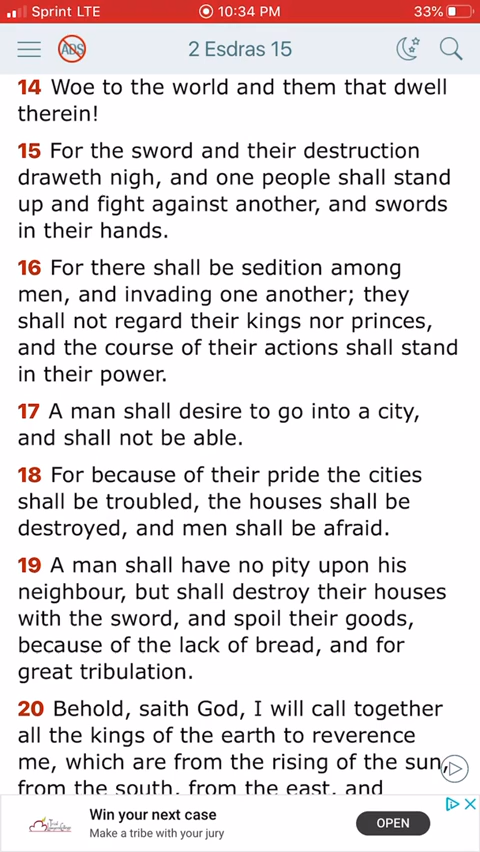 Sprint LTE 10:34 PM 33%
ADS 2 Esdras 15
14 Woe to the world and them that dwell
therein!
15 For the sword and their destruction
draweth nigh, and one people shall stand
up and fight against another, and swords
in their hands.
16 For there shall be sedition among
men, and invading one another; they
shall not regard their kings nor princes,
and the course of their actions shall stand
in their power.
17 A man shall desire to go into a city,
and shall not be able.
18 For because of their pride the cities
shall be troubled, the houses shall be
destroyed, and men shall be afraid.
19 A man shall have no pity upon his
neighbour, but shall destroy their houses
with the sword, and spoil their goods,
because of the lack of bread, and for
great tribulation.
20 Behold, saith God, I will call together
all the kings of the earth to reverence
me, which are from the rising of the sun,
from the south, from the east, and
Win your next case
Make a tribe with your jury
OPEN